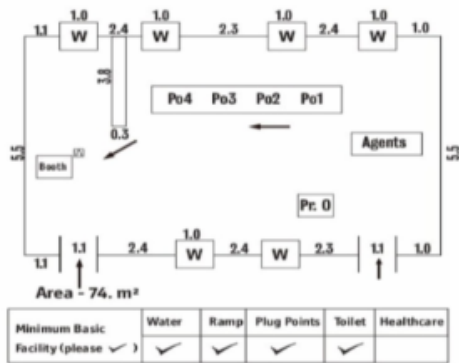 1.0 1.0 1.0 1.0
1.1 W 2.4 W 2.3 W 2.4 W 1.0
3.8
Po4 Po3 Po2 Po1
0.3
5.5 Agents 5.5
Booth
Pr. O
1.0
1.1 1.1 2.4 W 2.4 W 2.3 1.1 1.0
Area - 74. m²
Minimum Basic Facility (please ✓) Water Ramp Plug Points Toilet Healthcare
✓ ✓ ✓ ✓